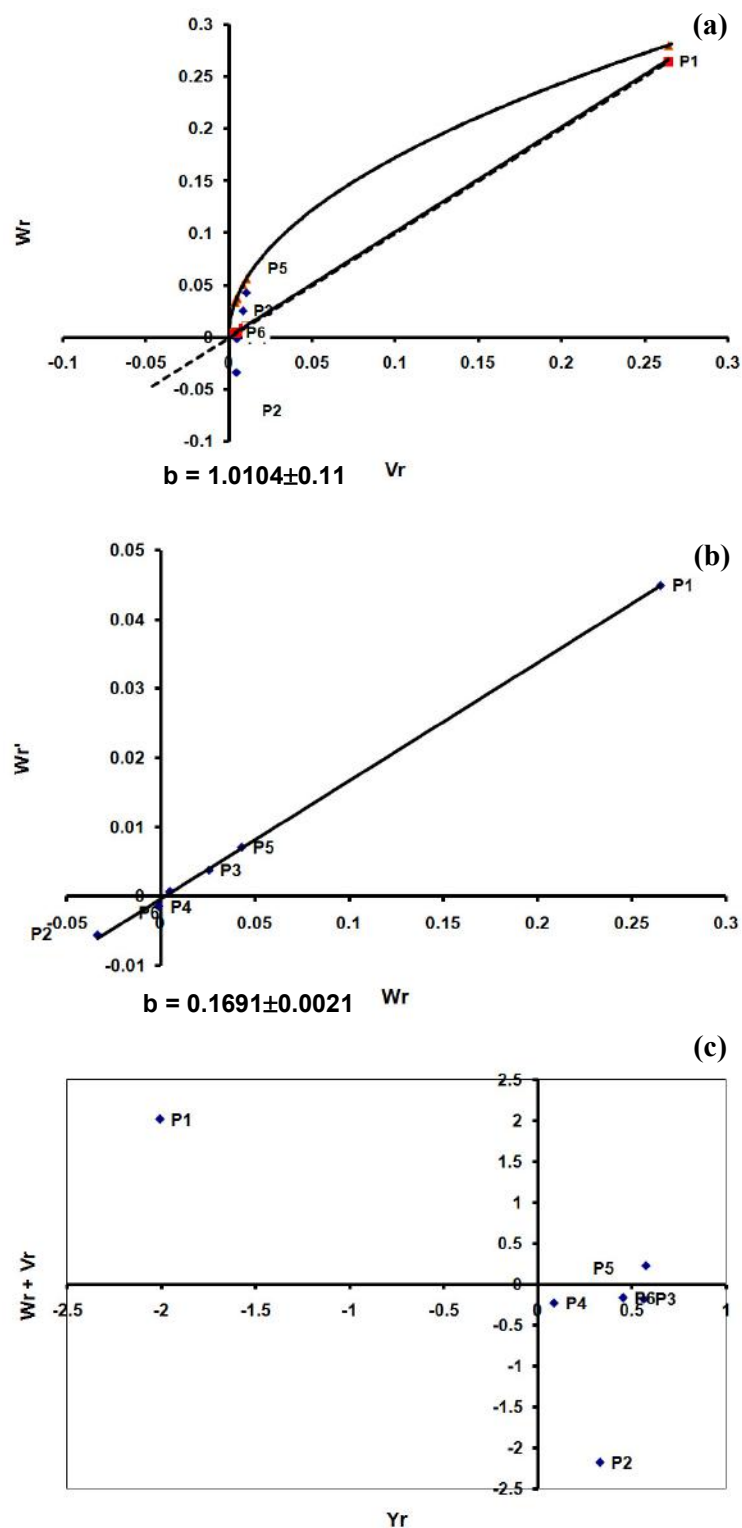 (a)
0.3
0.25
P1
0.2
0.15
Wr
0.1
P5
0.05
0
P6
-0.1
-0.05
0
0.05
0.1
0.15
0.2
0.25
0.3
-0.05
P2
-0.1
b = 1.0104±0.11
Vr
(b)
0.05
P1
0.04
0.03
Wr'
0.02
0.01
P5
P3
0
P6
P4
-0.05
0
0.05
0.1
0.15
0.2
0.25
0.3
P2
-0.01
b = 0.1691±0.0021
Wr
(c)
2.5
P1
2
1.5
1
0.5
P5
Wr + Vr
0
P4
P6
P3
-2.5
-2
-1.5
-1
-0.5
0
0.5
1
-0.5
-1
-1.5
-2
P2
-2.5
Yr